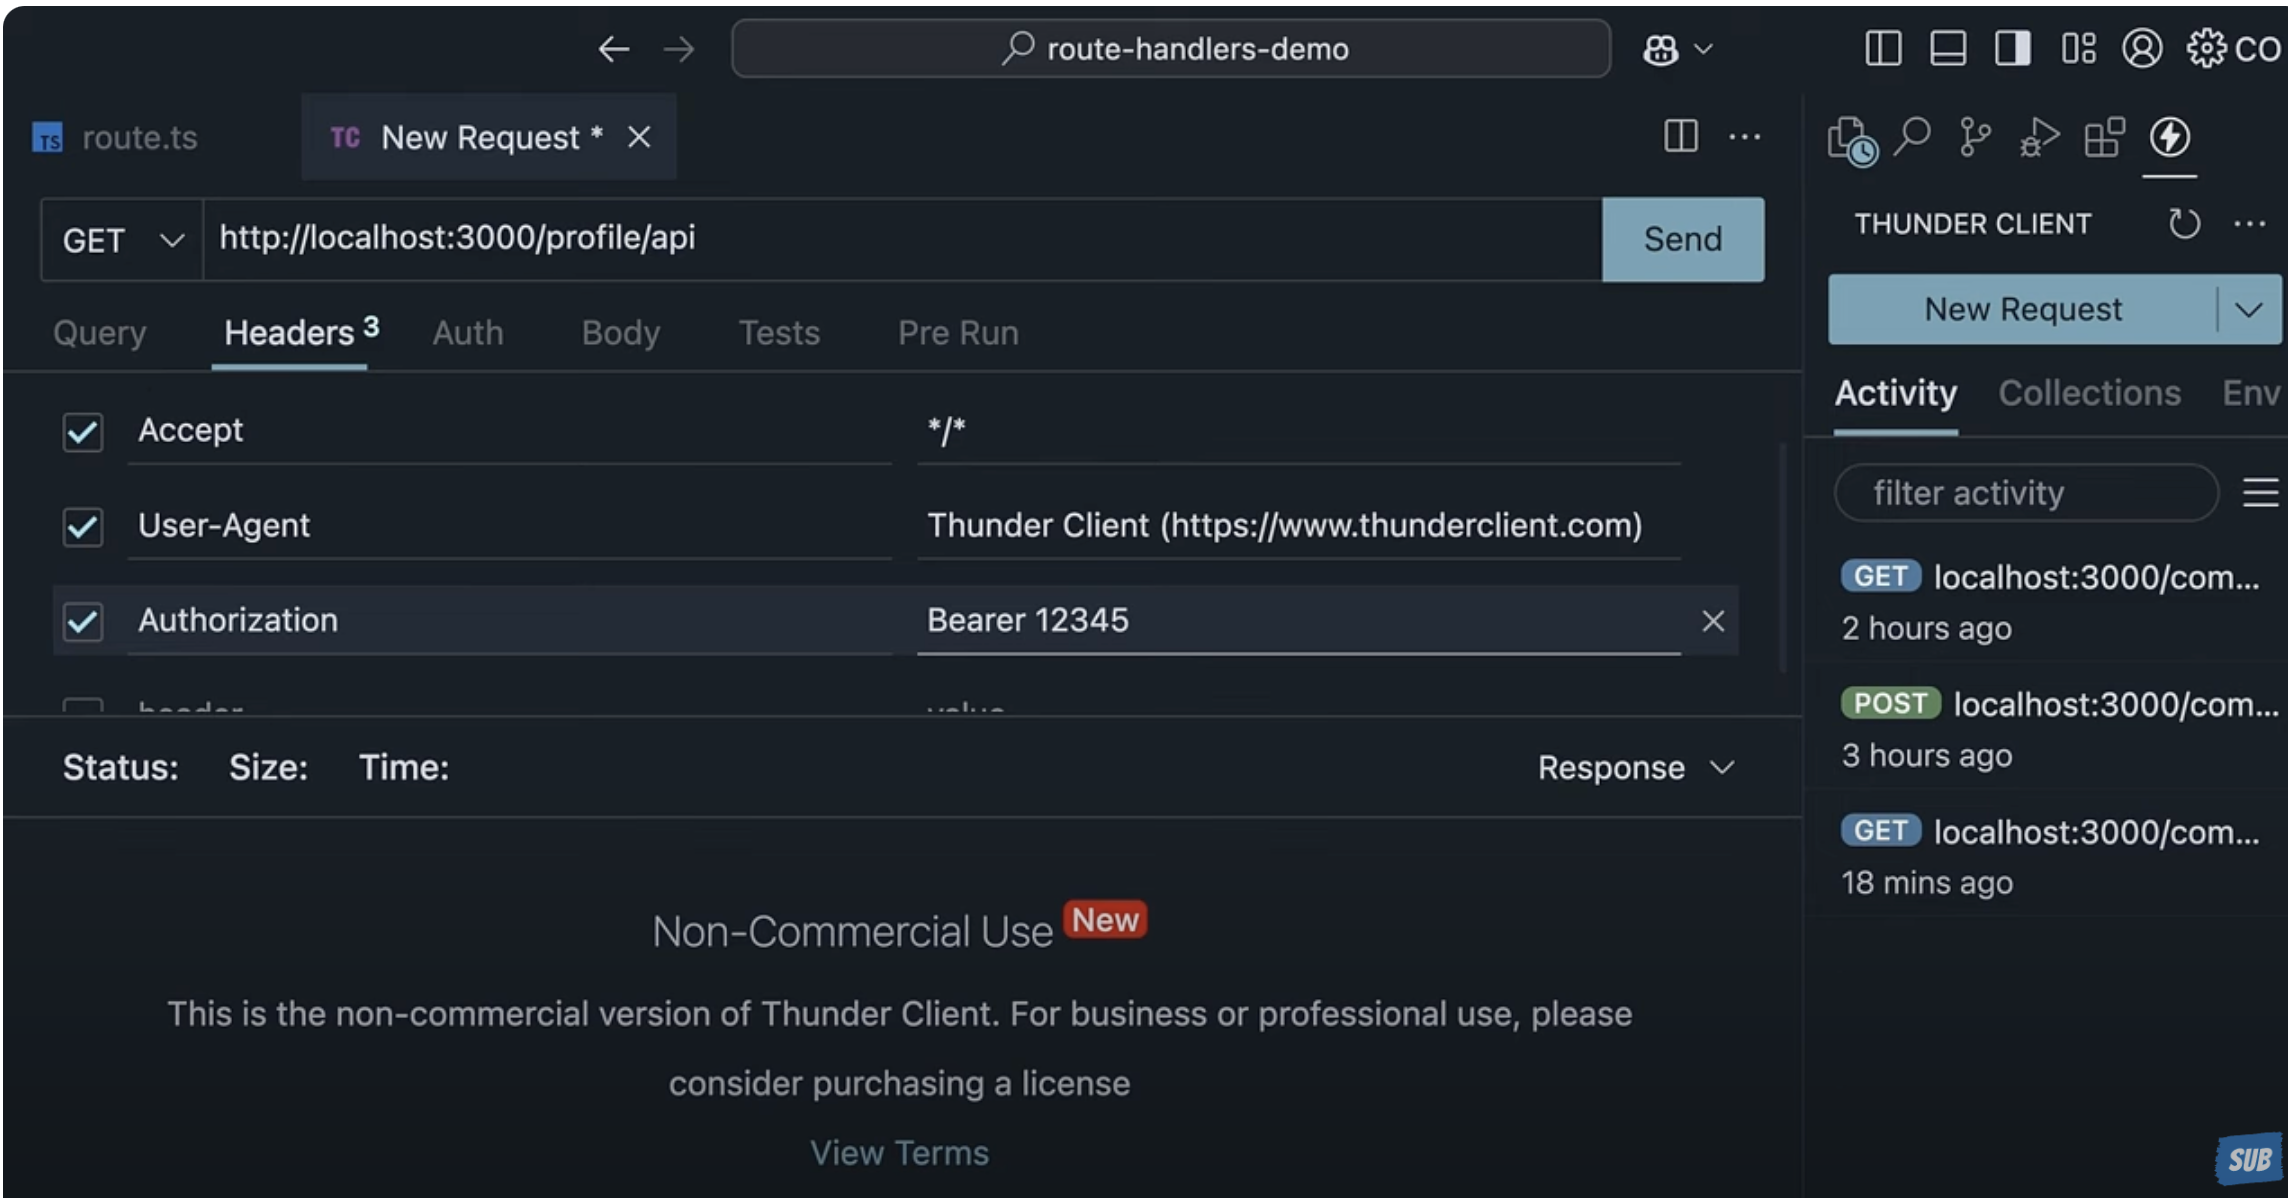 route-handlers-demo
CO
TS route.ts
TC New Request *
GET http://localhost:3000/profile/api Send
Query Headers 3 Auth Body Tests Pre Run
Accept */*
User-Agent Thunder Client (https://www.thunderclient.com)
Authorization Bearer 12345
header value
Status: Size: Time: Response
Non-Commercial Use New
This is the non-commercial version of Thunder Client. For business or professional use, please
consider purchasing a license
View Terms
THUNDER CLIENT
New Request
Activity Collections Env
filter activity
GET localhost:3000/com...
2 hours ago
POST localhost:3000/com...
3 hours ago
GET localhost:3000/com...
18 mins ago
SUB